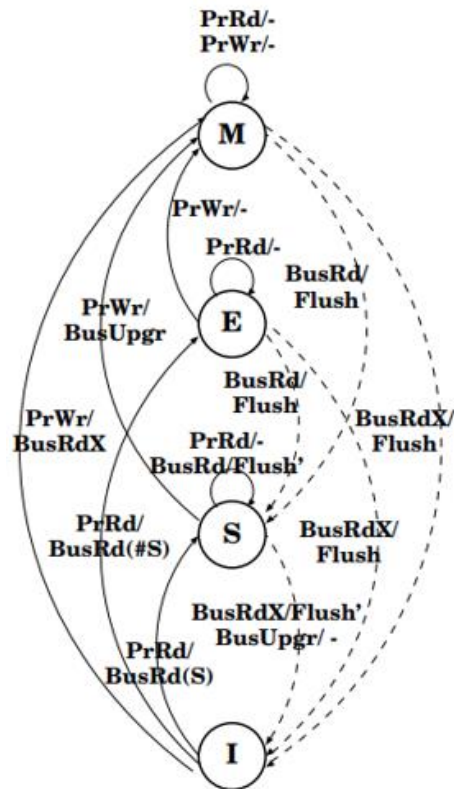 PrRd/-
PrWr/-
M
PrWr/-
PrRd/-
BusRd/
Flush
PrWr/
BusUpgr
E
BusRd/
Flush
PrWr/
BusRdX
PrRd/-
BusRd/Flush'
BusRdX/
Flush
PrRd/
BusRd(#S)
S
BusRdX/
Flush
PrRd/
BusRd(S)
BusRdX/Flush'
BusUpgr/ -
I